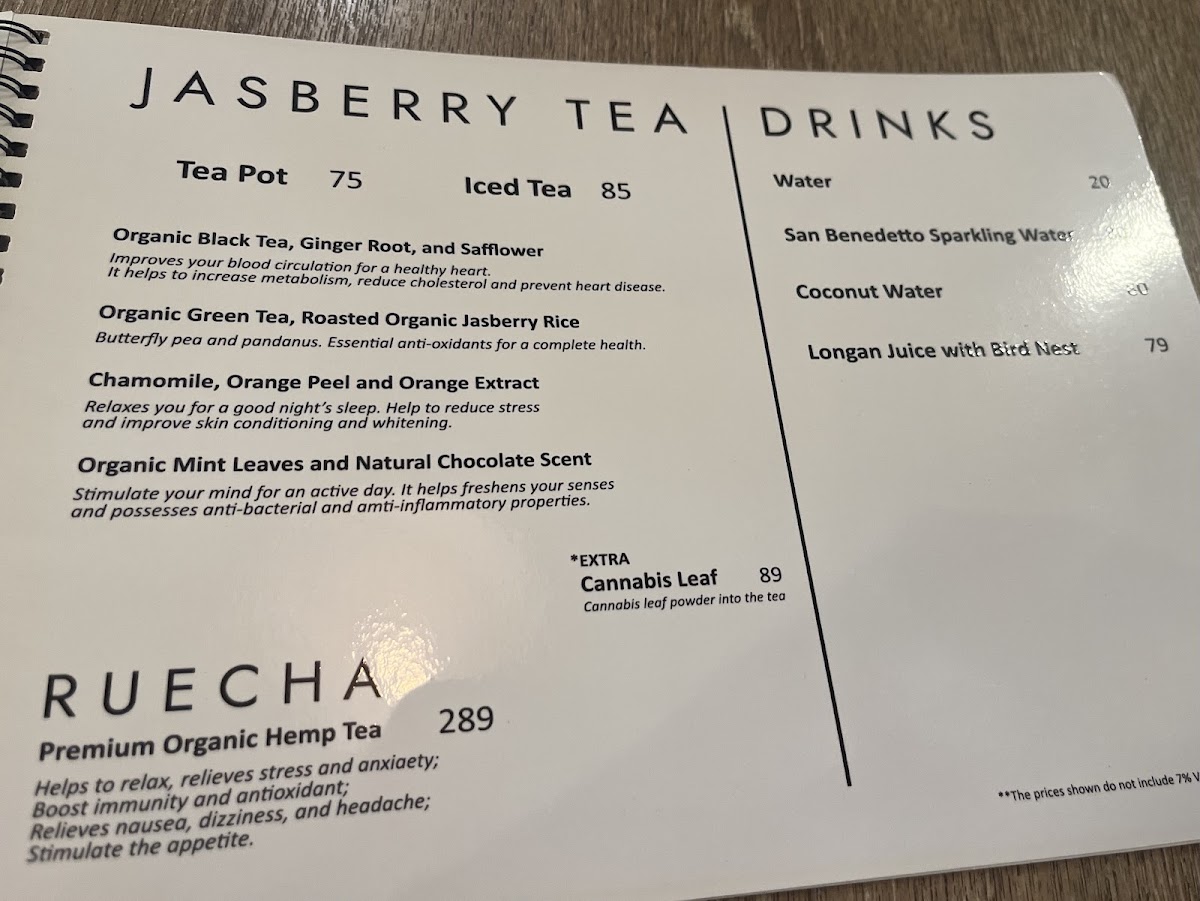 JASBERRY TEA
Tea Pot 75
Iced Tea 85
Organic Black Tea, Ginger Root, and Safflower
Improves your blood circulation for a healthy heart.
It helps to increase metabolism, reduce cholesterol and prevent heart disease.
Organic Green Tea, Roasted Organic Jasberry Rice
Butterfly pea and pandanus. Essential anti-oxidants for a complete health.
Chamomile, Orange Peel and Orange Extract
Relaxes you for a good night's sleep. Help to reduce stress
and improve skin conditioning and whitening.
Organic Mint Leaves and Natural Chocolate Scent
Stimulate your mind for an active day. It helps freshens your senses
and possesses anti-bacterial and amti-inflammatory properties.
*EXTRA
Cannabis Leaf 89
Cannabis leaf powder into the tea
RUECHA
Premium Organic Hemp Tea 289
Helps to relax, relieves stress and anxiaety;
Boost immunity and antioxidant;
Relieves nausea, dizziness, and headache;
Stimulate the appetite.
DRINKS
Water 20
San Benedetto Sparkling Water
Coconut Water
Longan Juice with Bird Nest 79
**The prices shown do not include 7% V